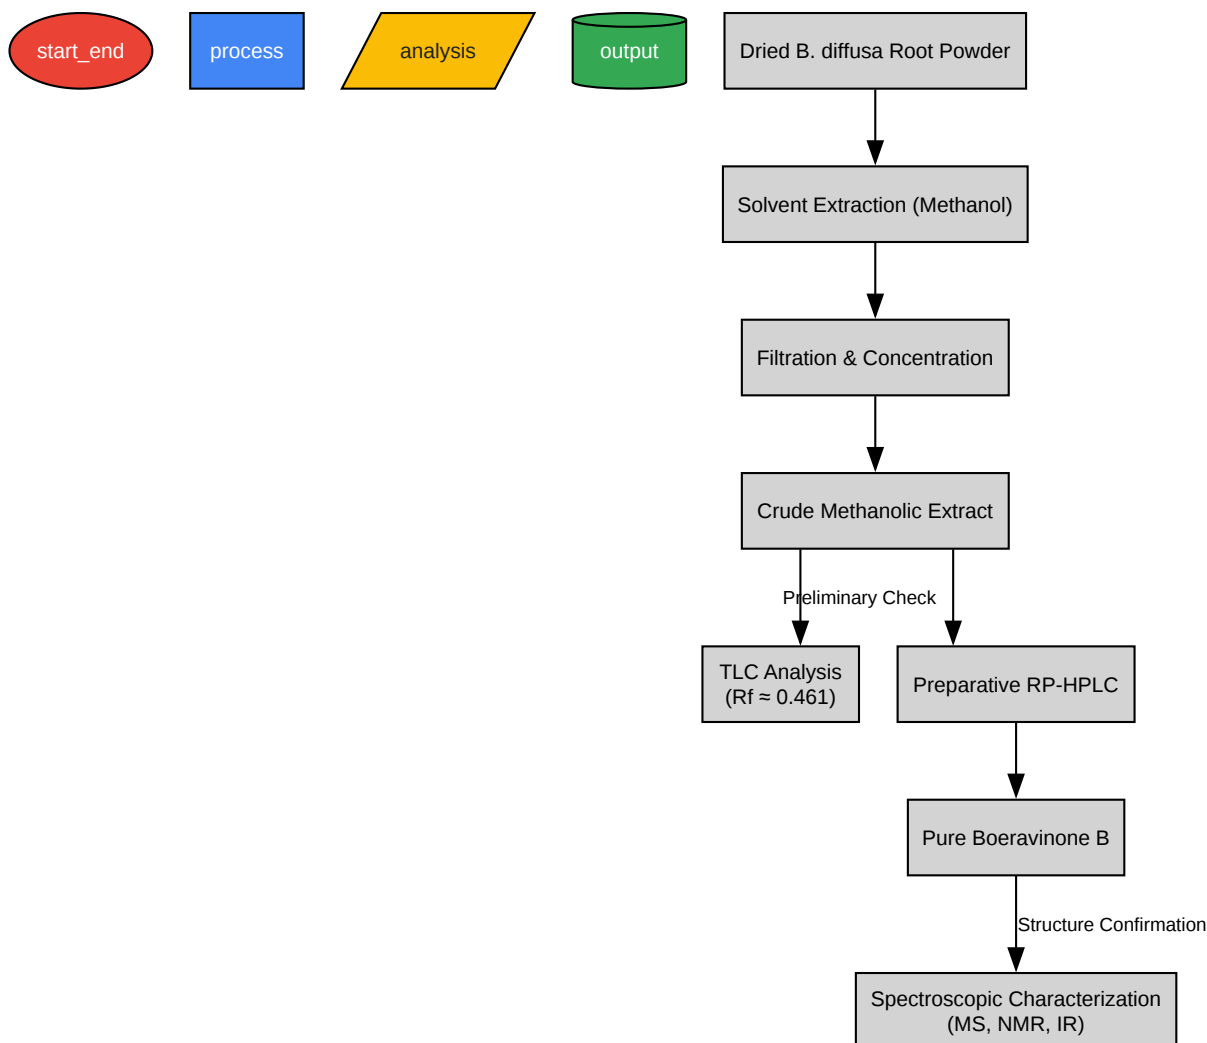 start_end
process
analysis
output
Dried B. diffusa Root Powder
Solvent Extraction (Methanol)
Filtration & Concentration
Crude Methanolic Extract
Preliminary Check
TLC Analysis
(Rf ≈ 0.461)
Preparative RP-HPLC
Pure Boeravinone B
Structure Confirmation
Spectroscopic Characterization
(MS, NMR, IR)